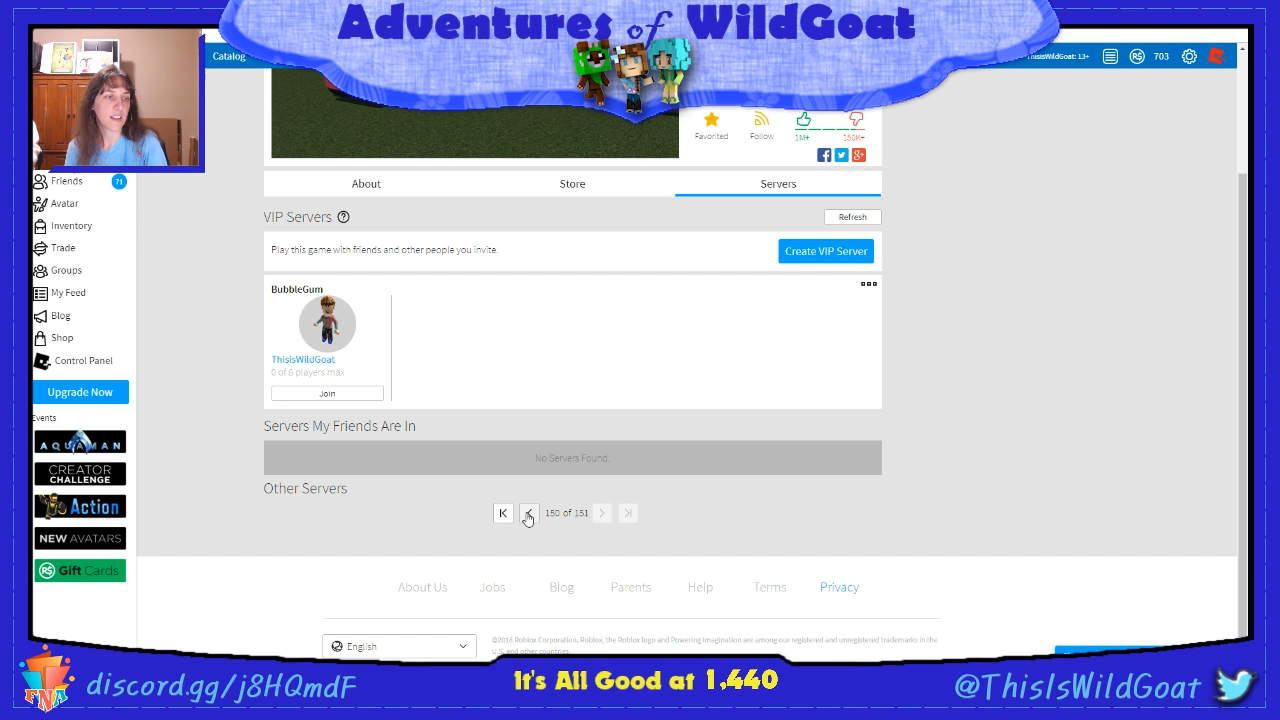 Adventures of WildGoat
Catalog
ThisIsWildGoat: 13+
703
Favorited
Follow
1M+
150K+
Friends
71
Avatar
Inventory
Trade
Groups
My Feed
Blog
Shop
Control Panel
Upgrade Now
Events
AQUAMAN
CREATOR
CHALLENGE
Action
NEW AVATARS
Gift Cards
About
Store
Servers
VIP Servers
Refresh
Play this game with friends and other people you invite.
Create VIP Server
BubbleGum
ThisisWildGoat
0 of 6 players max
Join
Servers My Friends Are In
No Servers Found.
Other Servers
150 of 151
About Us
Jobs
Blog
Parents
Help
Terms
Privacy
English
©2018 Roblox Corporation. Roblox, the Roblox logo and Powering Imagination are among our registered and unregistered trademarks in the
U.S. and other countries.
FNA
discord.gg/j8HQmdF
It's All Good at 1,440
@ThisIsWildGoat